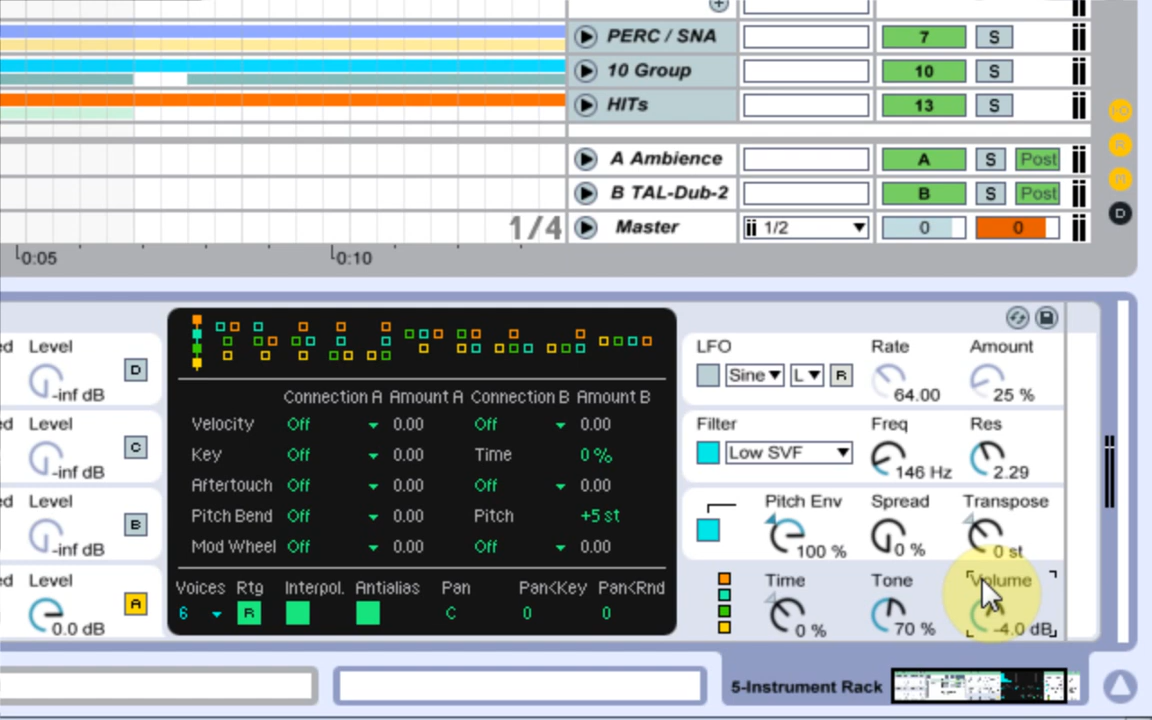 PERC / SNA 7 S
10 Group 10 S
HITs 13 S
A Ambience A S Post
B TAL-Dub-2 B S Post
1/4 Master 1/2 0 0
D
0:05 0:10
ed Level
-inf dB D
ed Level
-inf dB C
ed Level
-inf dB B
ed Level
0.0 dB A
Connection A Amount A Connection B Amount B
Velocity Off 0.00 Off 0.00
Key Off 0.00 Time 0 %
Aftertouch Off 0.00 Off 0.00
Pitch Bend Off 0.00 Pitch +5 st
Mod Wheel Off 0.00 Off 0.00
Voices Rtg Interpol. Antialias Pan Pan<Key Pan<Rnd
6 R C 0 0
LFO Rate Amount
Sine L R 64.00 25 %
Filter Freq Res
Low SVF 146 Hz 2.29
Pitch Env Spread Transpose
100 % 0 % 0 st
Time Tone Volume
0 % 70 % -4.0 dB
5-Instrument Rack